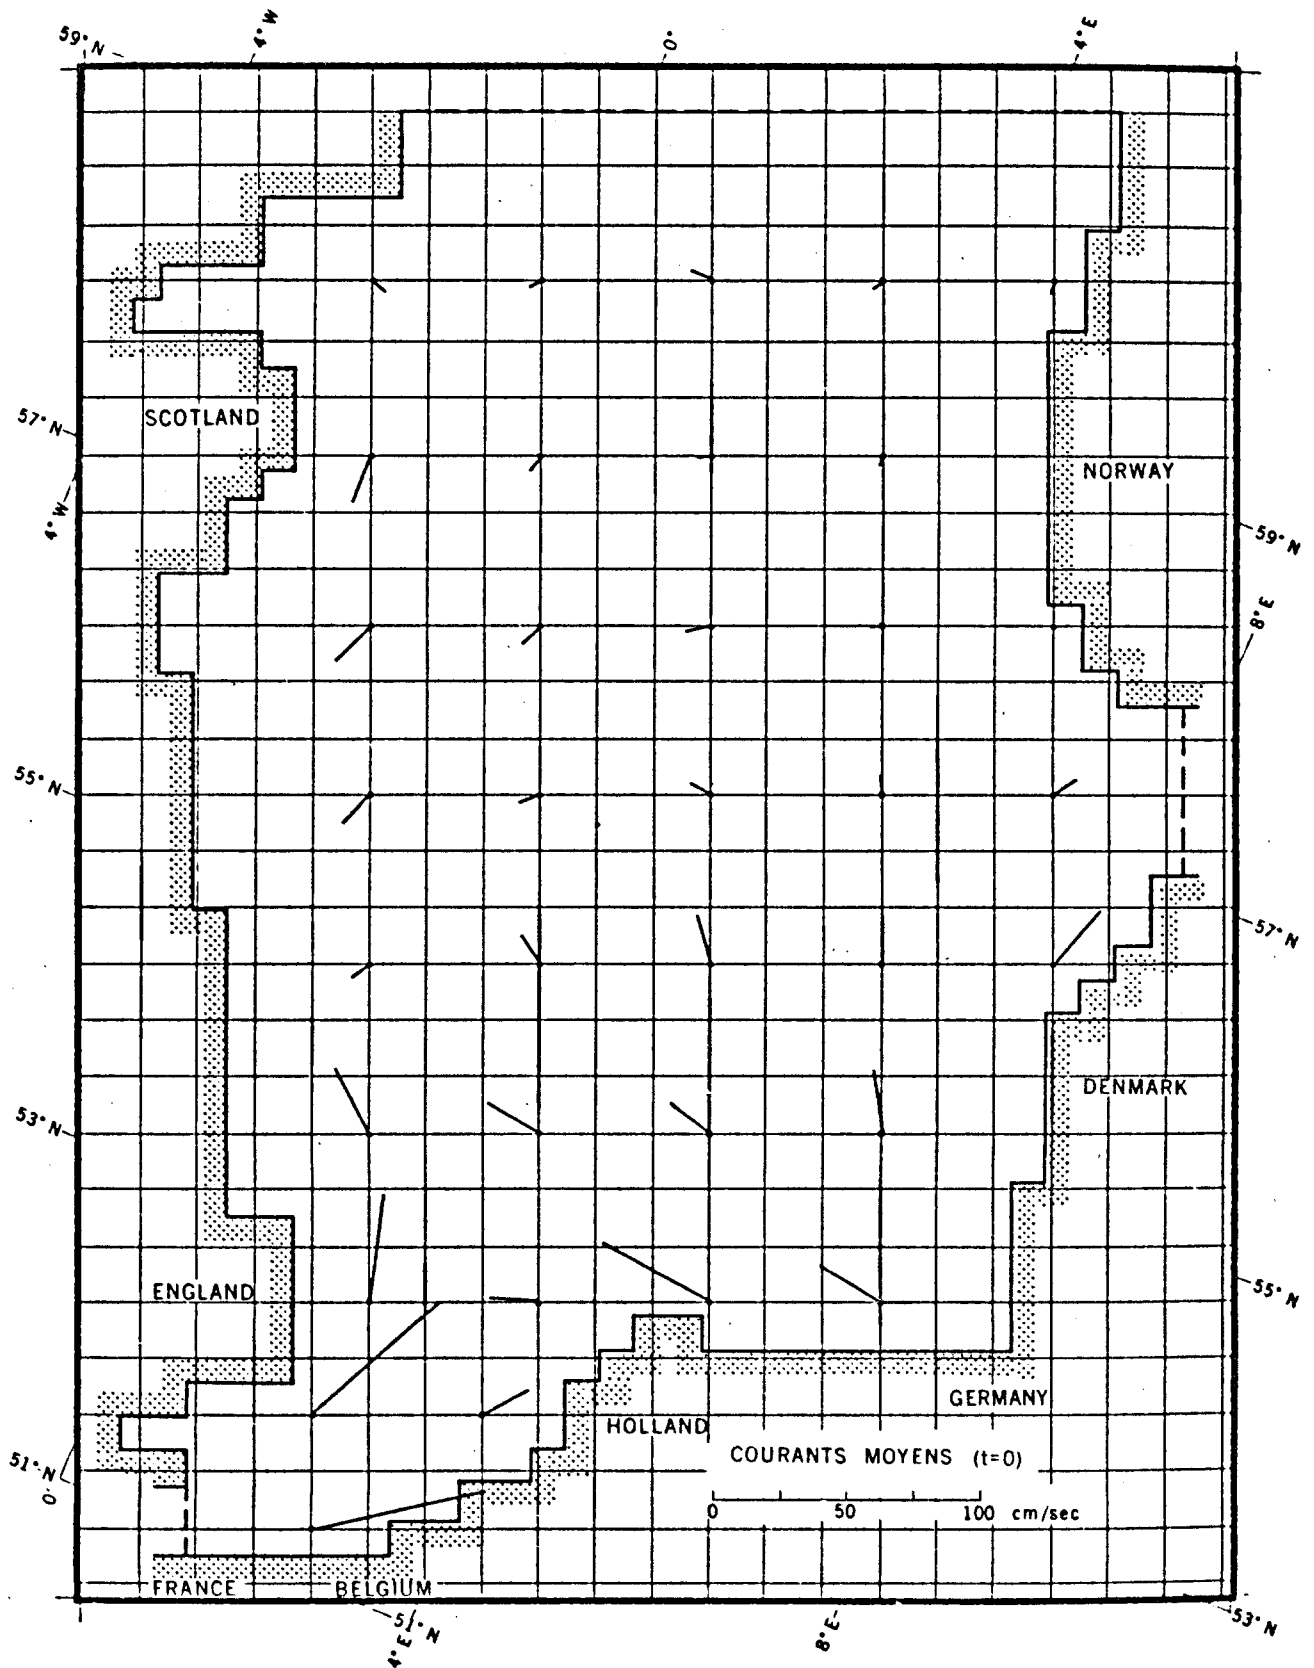 59° N
4° W
0°
4° E
SCOTLAND
57° N
4° W
NORWAY
59° N
8° E
55° N
57° N
DENMARK
53° N
ENGLAND
55° N
GERMANY
HOLLAND
COURANTS MOYENS (t=0)
51° N
0°
0 50 100 cm/sec
FRANCE
BELGIUM
51° N
4° E
8° E
53° N